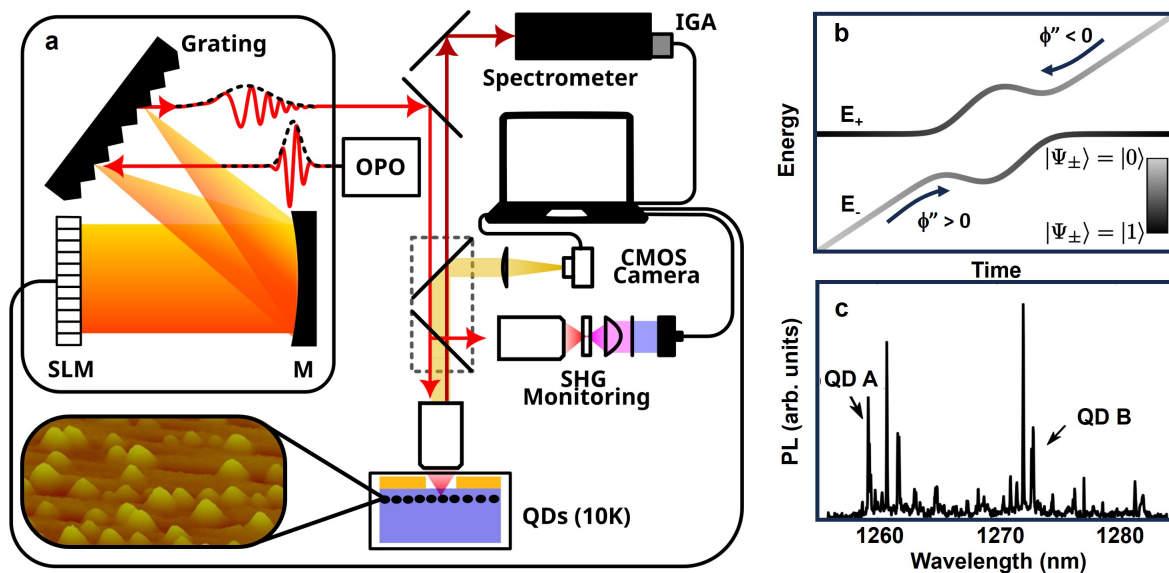 a
Grating
OPO
SLM
M
IGA
Spectrometer
CMOS
Camera
SHG
Monitoring
QDs (10K)
b
ϕ" < 0
E+
E-
ϕ" > 0
|Ψ±⟩ = |0⟩
|Ψ±⟩ = |1⟩
Energy
Time
c
QD A
QD B
PL (arb. units)
1260
1270
1280
Wavelength (nm)